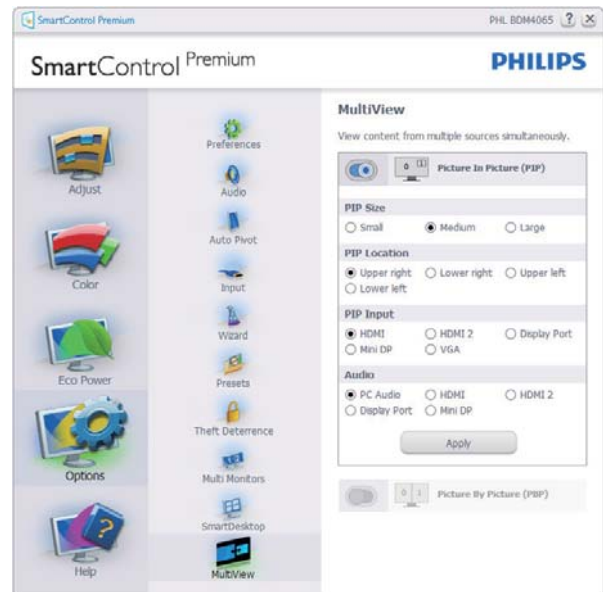 SmartControl Premium
PHL BDM4065 ? X
SmartControl Premium
PHILIPS
Adjust
Color
Eco Power
Options
Help
Preferences
Audio
Auto Pivot
Input
Wizard
Presets
Theft Deterrence
Multi Monitors
SmartDesktop
MultiView
MultiView
View content from multiple sources simultaneously.
0 1 Picture In Picture (PIP)
PIP Size
Small Medium Large
PIP Location
Upper right Lower right Upper left
Lower left
PIP Input
HDMI HDMI 2 Display Port
Mini DP VGA
Audio
PC Audio HDMI HDMI 2
Display Port Mini DP
Apply
0 1 Picture By Picture (PBP)